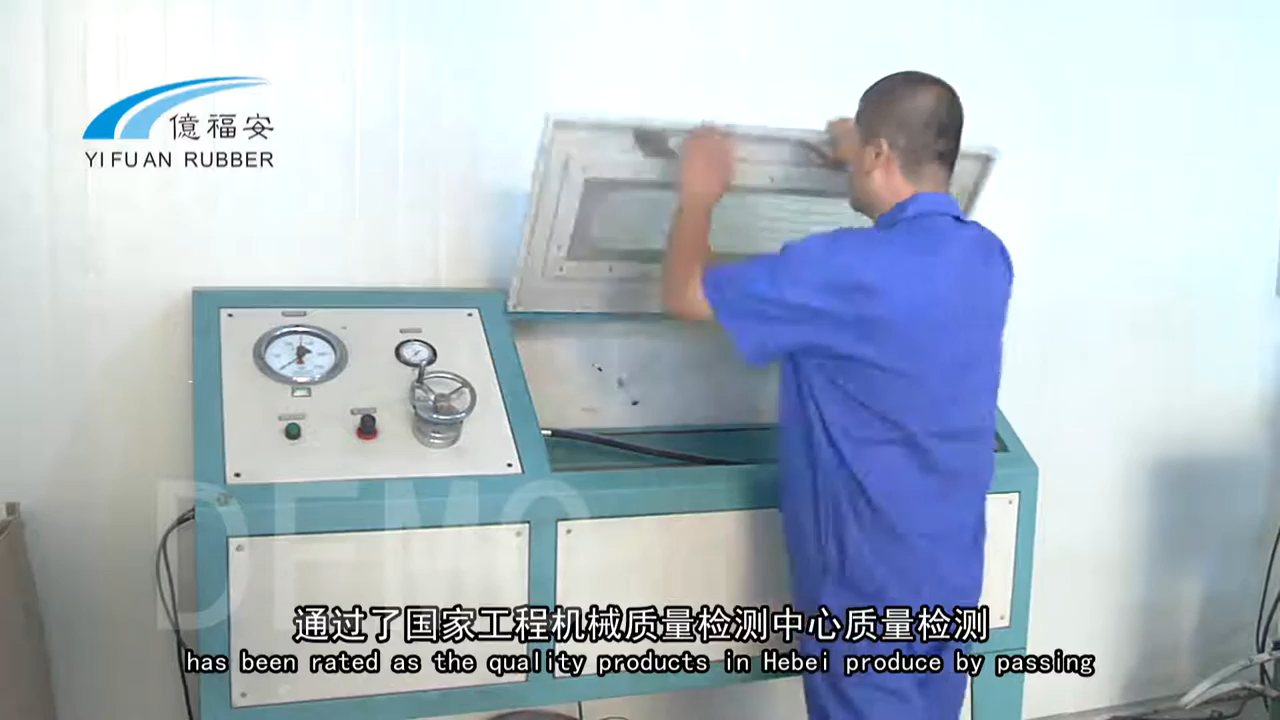 億福安
YI FU AN RUBBER
DEMO
通过了国家工程机械质量检测中心质量检测
has been rated as the quality products in Hebei produce by passing